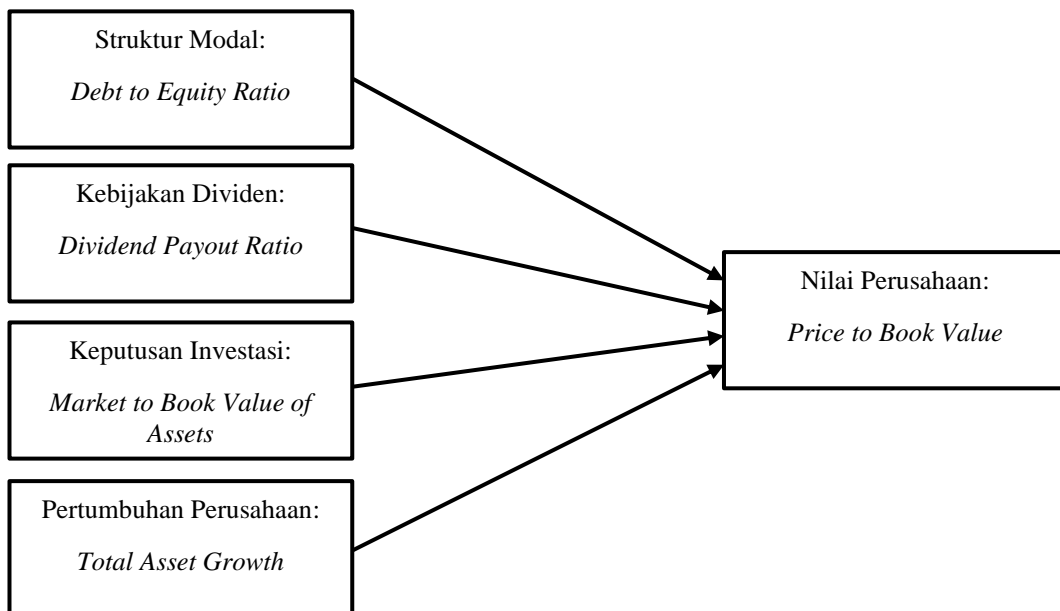 Struktur Modal:
Debt to Equity Ratio
Kebijakan Dividen:
Dividend Payout Ratio
Keputusan Investasi:
Market to Book Value of
Assets
Pertumbuhan Perusahaan:
Total Asset Growth
Nilai Perusahaan:
Price to Book Value